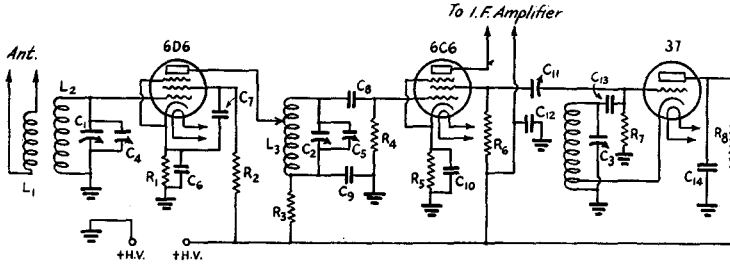 To I.F. Amplifier
6D6
6C6
37
Ant.
L2
C7
C8
C11
C13
C1
C4
L3
C2
C5
R4
R6
C12
C3
R7
R8
L1
R1
C6
R2
C9
R5
C10
C14
R3
+H.V.
+H.V.